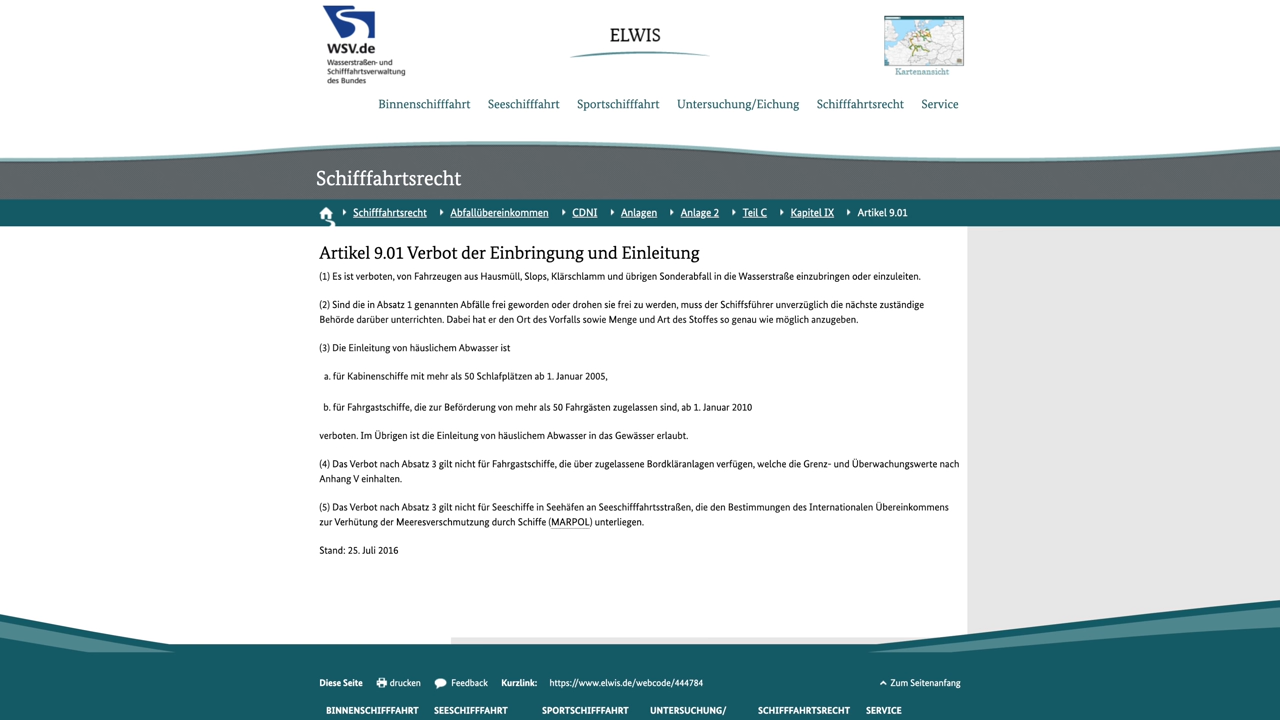 WSV.de
Wasserstraßen- und
Schifffahrtsverwaltung
des Bundes
ELWIS
Kartenansicht
Binnenschifffahrt Seeschifffahrt Sportschifffahrt Untersuchung/Eichung Schifffahrtsrecht Service
Schifffahrtsrecht
Schifffahrtsrecht Abfallübereinkommen CDNI Anlagen Anlage 2 Teil C Kapitel IX Artikel 9.01
Artikel 9.01 Verbot der Einbringung und Einleitung
(1) Es ist verboten, von Fahrzeugen aus Hausmüll, Slops, Klärschlamm und übrigen Sonderabfall in die Wasserstraße einzubringen oder einzuleiten.
(2) Sind die in Absatz 1 genannten Abfälle frei geworden oder drohen sie frei zu werden, muss der Schiffsführer unverzüglich die nächste zuständige
Behörde darüber unterrichten. Dabei hat er den Ort des Vorfalls sowie Menge und Art des Stoffes so genau wie möglich anzugeben.
(3) Die Einleitung von häuslichem Abwasser ist
a. für Kabinenschiffe mit mehr als 50 Schlafplätzen ab 1. Januar 2005,
b. für Fahrgastschiffe, die zur Beförderung von mehr als 50 Fahrgästen zugelassen sind, ab 1. Januar 2010
verboten. Im Übrigen ist die Einleitung von häuslichem Abwasser in das Gewässer erlaubt.
(4) Das Verbot nach Absatz 3 gilt nicht für Fahrgastschiffe, die über zugelassene Bordkläranlagen verfügen, welche die Grenz- und Überwachungswerte nach
Anhang V einhalten.
(5) Das Verbot nach Absatz 3 gilt nicht für Seeschiffe in Seehäfen an Seeschifffahrtsstraßen, die den Bestimmungen des Internationalen Übereinkommens
zur Verhütung der Meeresverschmutzung durch Schiffe (MARPOL) unterliegen.
Stand: 25. Juli 2016
Diese Seite drucken Feedback Kurzlink: https://www.elwis.de/webcode/444784 Zum Seitenanfang
BINNENSCHIFFFAHRT SEESCHIFFFAHRT SPORTSCHIFFFAHRT UNTERSUCHUNG/ SCHIFFFAHRTSRECHT SERVICE